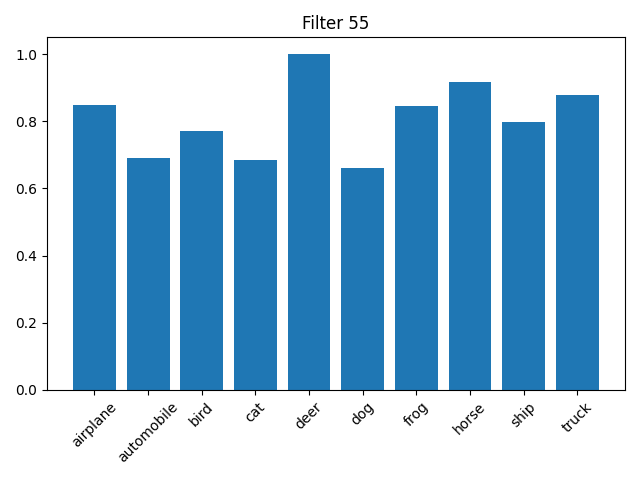 Filter 55
1.0
0.8
0.6
0.4
0.2
0.0
airplane
automobile
bird
cat
deer
dog
frog
horse
ship
truck